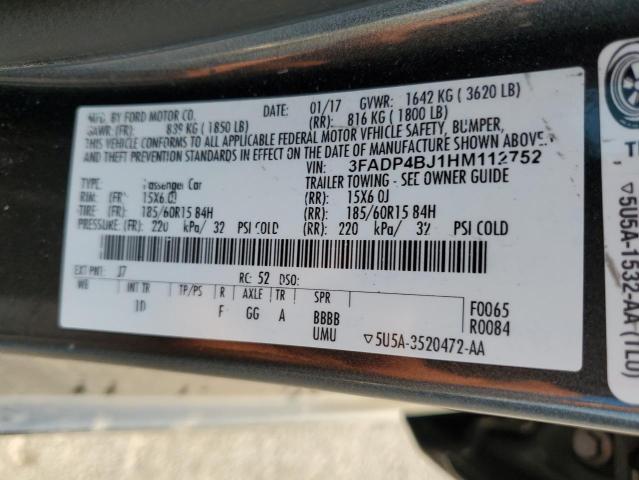 MFD. BY FORD MOTOR CO. DATE: 01/17 GVWR: 1642 KG ( 3620 LB)
GAWR: (FR): 839 KG ( 1850 LB) (RR): 816 KG ( 1800 LB)
THIS VEHICLE CONFORMS TO ALL APPLICABLE FEDERAL MOTOR VEHICLE SAFETY, BUMPER,
AND THEFT PREVENTION STANDARDS IN EFFECT ON THE DATE OF MANUFACTURE SHOWN ABOVE.
VIN: 3FADP4BJ1HM112752
TYPE: Passenger Car TRAILER TOWING - SEE OWNER GUIDE
RIM: (FR): 15X6.0J (RR): 15X6.0J
TIRE: (FR): 185/60R15 84H (RR): 185/60R15 84H
PRESSURE: (FR): 220 kPa/ 32 PSI COLD (RR): 220 kPa/ 32 PSI COLD
EXT PNT: J7 RC: 52 DSO:
WB INT TR TP/PS R AXLE TR SPR
ID F GG A BBBB
UMU
F0065
R0084
▽5U5A-3520472-AA
▽5U5A-1532-AA (TEO)